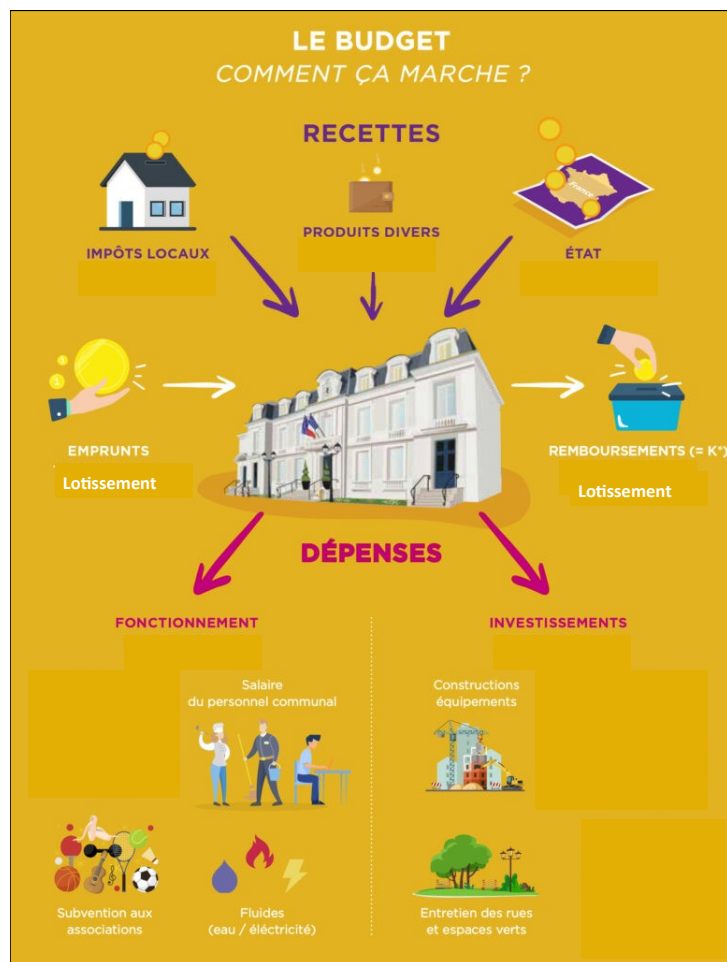 LE BUDGET
COMMENT ÇA MARCHE ?
RECETTES
IMPÔTS LOCAUX
PRODUITS DIVERS
ÉTAT
France
EMPRUNTS
Lotissement
REMBOURSEMENTS (= K*)
Lotissement
DÉPENSES
FONCTIONNEMENT
INVESTISSEMENTS
Salaire
du personnel communal
Constructions
équipements
Subvention aux
associations
Fluides
(eau / éléctricité)
Entretien des rues
et espaces verts